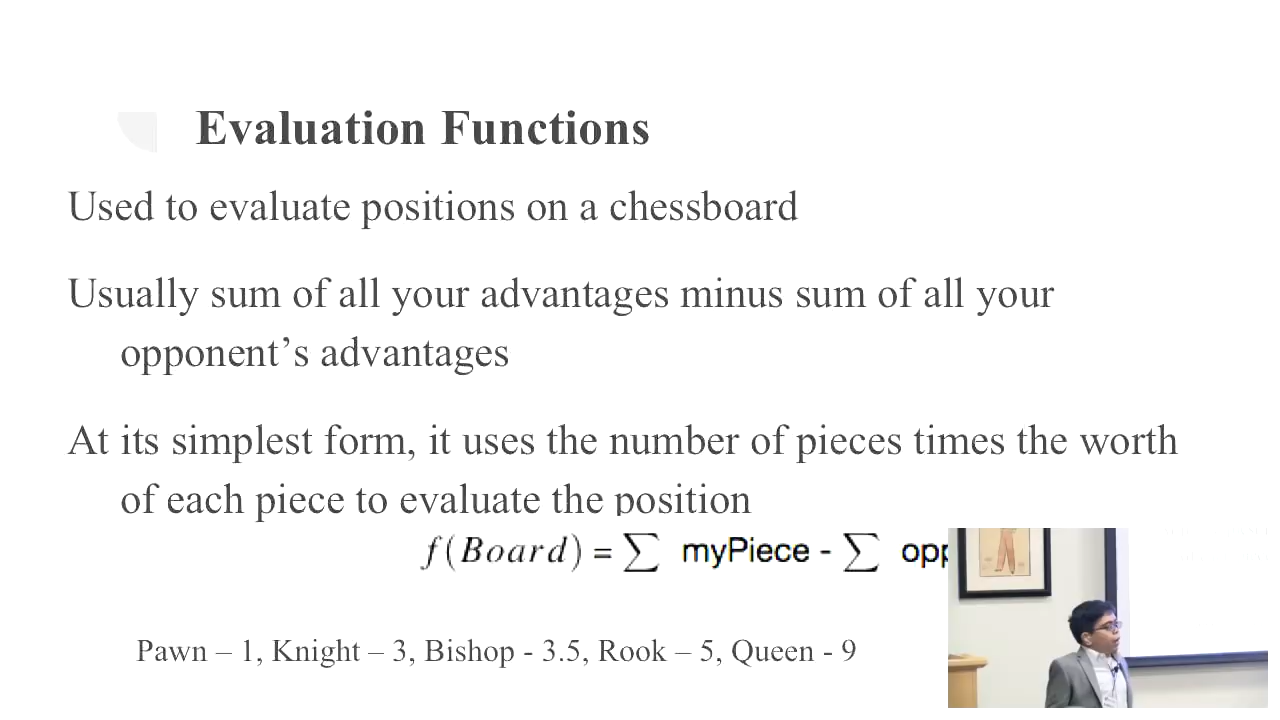 Evaluation Functions
Used to evaluate positions on a chessboard
Usually sum of all your advantages minus sum of all your
opponent’s advantages
At its simplest form, it uses the number of pieces times the worth
of each piece to evaluate the position
f(Board) = ∑ myPiece - ∑
Pawn – 1, Knight – 3, Bishop - 3.5, Rook – 5, Queen - 9